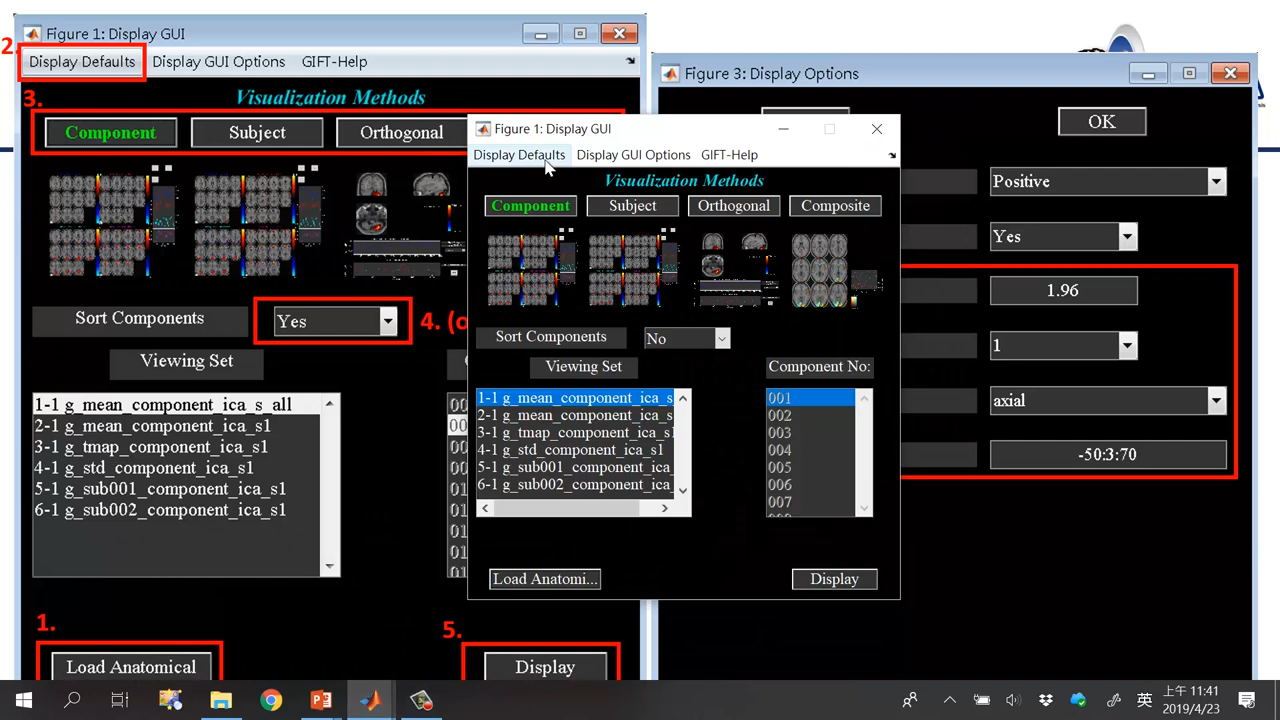 Figure 1: Display GUI
2.
Display Defaults
Display GUI Options
GIFT-Help
3.
Visualization Methods
Component
Subject
Orthogonal
Sort Components
Yes
4. (o
Viewing Set
1-1 g_mean_component_ica_s_all
2-1 g_mean_component_ica_s1
3-1 g_tmap_component_ica_s1
4-1 g_std_component_ica_s1
5-1 g_sub001_component_ica_s1
6-1 g_sub002_component_ica_s1
1.
Load Anatomical
5.
Display
Figure 1: Display GUI
Display Defaults
Display GUI Options
GIFT-Help
Visualization Methods
Component
Subject
Orthogonal
Composite
Sort Components
No
Viewing Set
Component No:
1-1 g_mean_component_ica_s
2-1 g_mean_component_ica_s
3-1 g_tmap_component_ica_s1
4-1 g_std_component_ica_s1
5-1 g_sub001_component_ica_
6-1 g_sub002_component_ica_
001
002
003
004
005
006
007
Load Anatomi...
Display
Figure 3: Display Options
OK
Positive
Yes
1.96
1
axial
-50:3:70
英
上午 11:41
2019/4/23